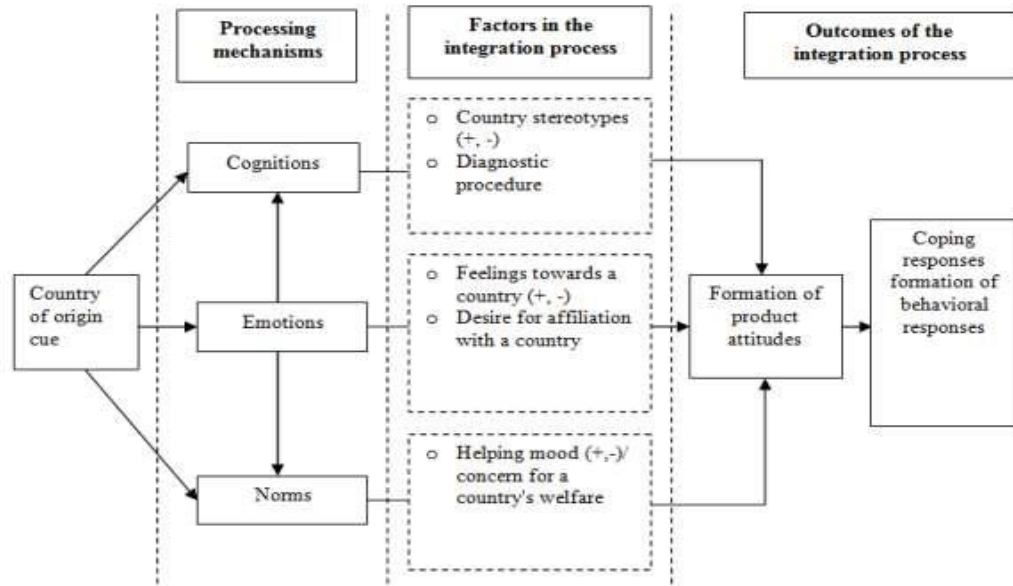 Processing
mechanisms
Factors in the
integration process
Outcomes of the
integration process
o Country stereotypes
(+, -)
o Diagnostic
procedure
Cognitions
Country
of origin
cue
Emotions
o Feelings towards a
country (+, -)
o Desire for affiliation
with a country
Formation of
product
attitudes
Coping
responses
formation of
behavioral
responses
Norms
o Helping mood (+,-)/
concern for a
country's welfare